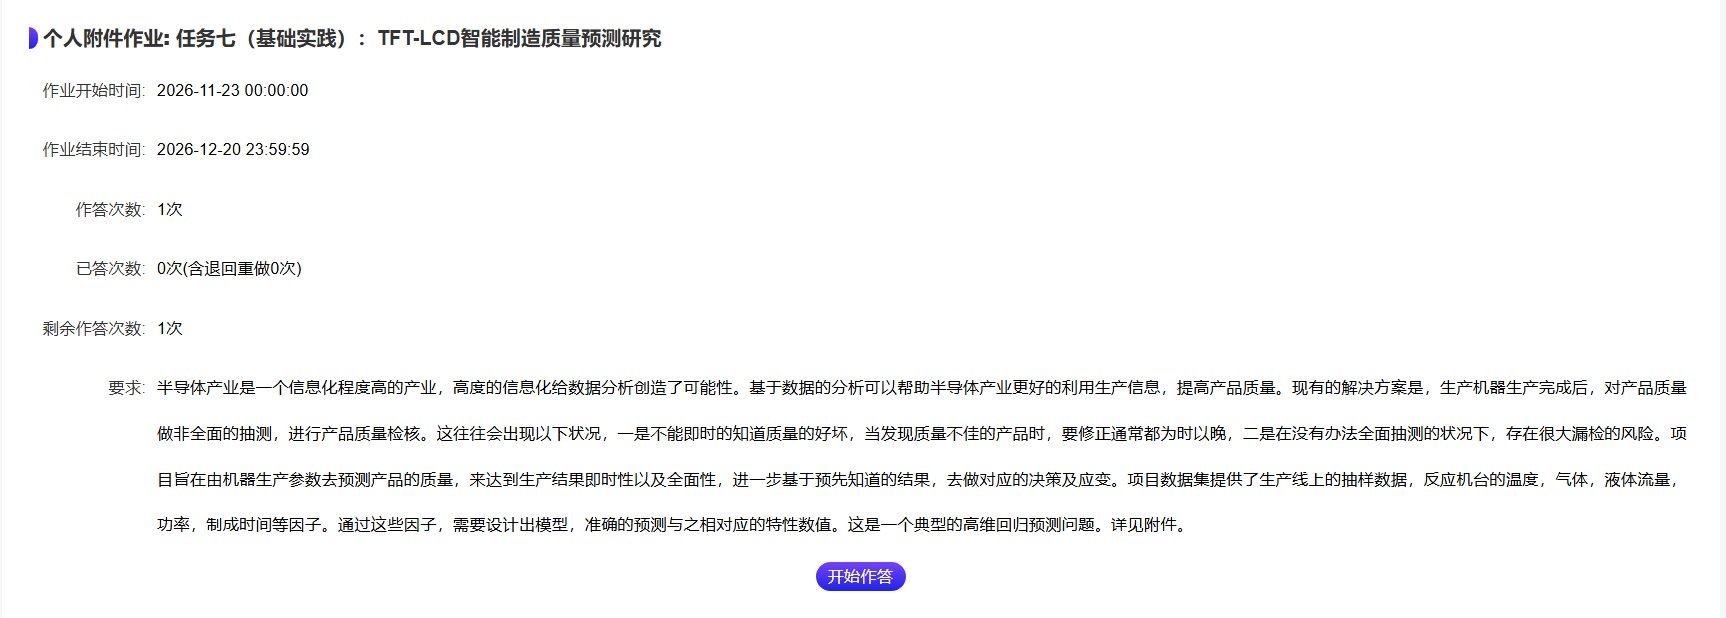 个人附件作业: 任务七（基础实践）：TFT-LCD智能制造质量预测研究
作业开始时间: 2026-11-23 00:00:00
作业结束时间: 2026-12-20 23:59:59
作答次数: 1次
已答次数: 0次(含退回重做0次)
剩余作答次数: 1次
要求: 半导体产业是一个信息化程度高的产业，高度的信息化给数据分析创造了可能性。基于数据的分析可以帮助半导体产业更好的利用生产信息，提高产品质量。现有的解决方案是，生产机器生产完成后，对产品质量
做非全面的抽测，进行产品质量检核。这往往会出现以下状况，一是不能即时的知道质量的好坏，当发现质量不佳的产品时，要修正通常都为时以晚，二是在没有办法全面抽测的状况下，存在很大漏检的风险。项
目旨在由机器生产参数去预测产品的质量，来达到生产结果即时性以及全面性，进一步基于预先知道的结果，去做对应的决策及应变。项目数据集提供了生产线上的抽样数据，反应机台的温度，气体，液体流量，
功率，制成时间等因子。通过这些因子，需要设计出模型，准确的预测与之相对应的特性数值。这是一个典型的高维回归预测问题。详见附件。
开始作答